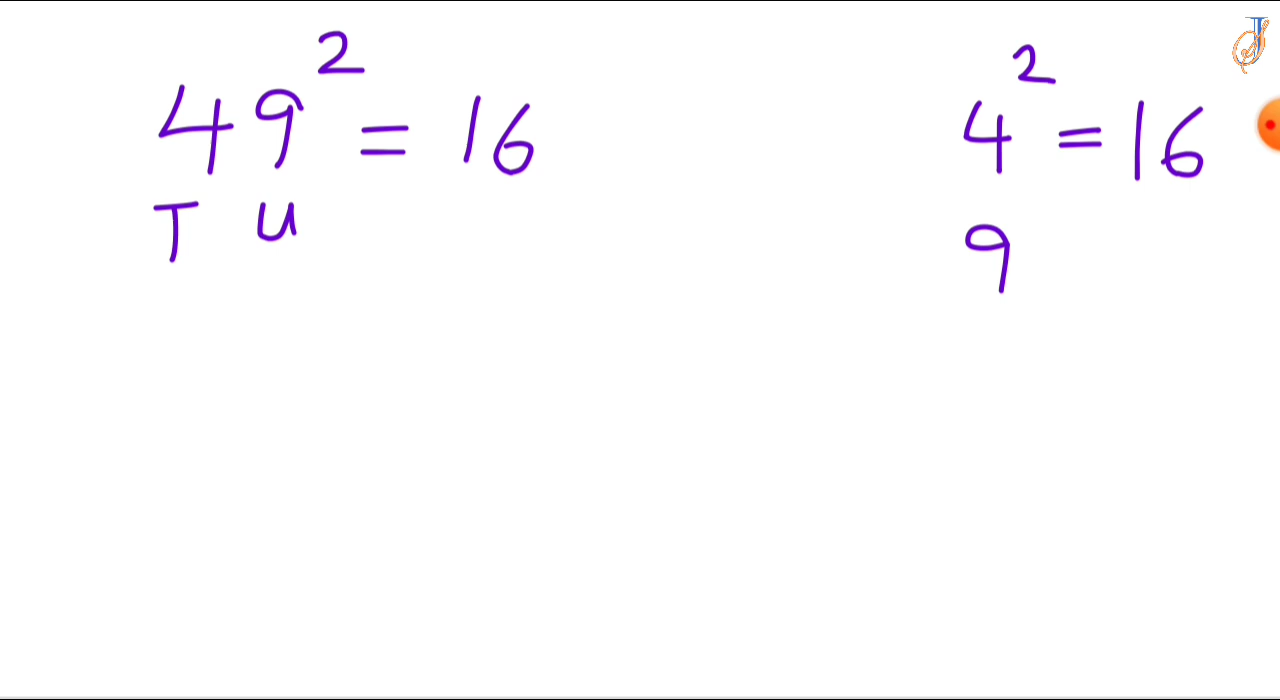 49² = 16
T U
4² = 16
9